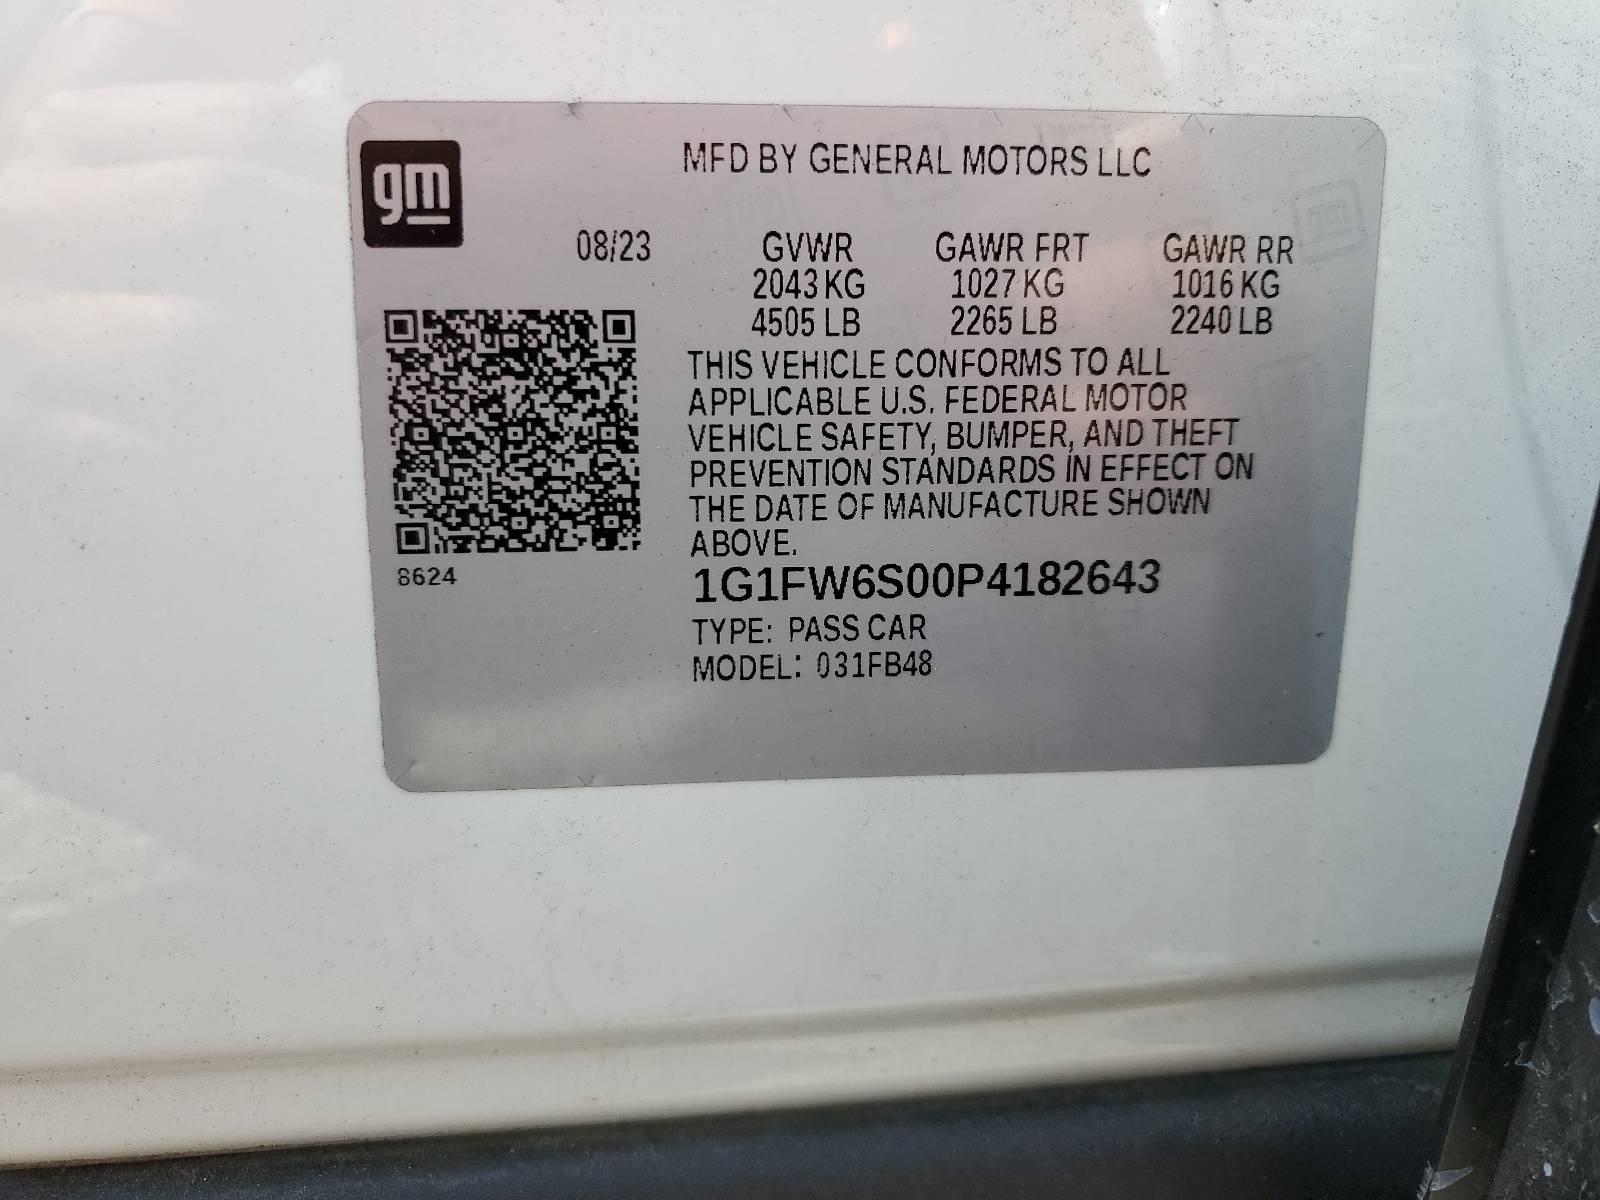 gm
MFD BY GENERAL MOTORS LLC
08/23 GVWR GAWR FRT GAWR RR
2043 KG 1027 KG 1016 KG
4505 LB 2265 LB 2240 LB
THIS VEHICLE CONFORMS TO ALL
APPLICABLE U.S. FEDERAL MOTOR
VEHICLE SAFETY, BUMPER, AND THEFT
PREVENTION STANDARDS IN EFFECT ON
THE DATE OF MANUFACTURE SHOWN
ABOVE.
8624
1G1FW6S00P4182643
TYPE: PASS CAR
MODEL: 031FB48